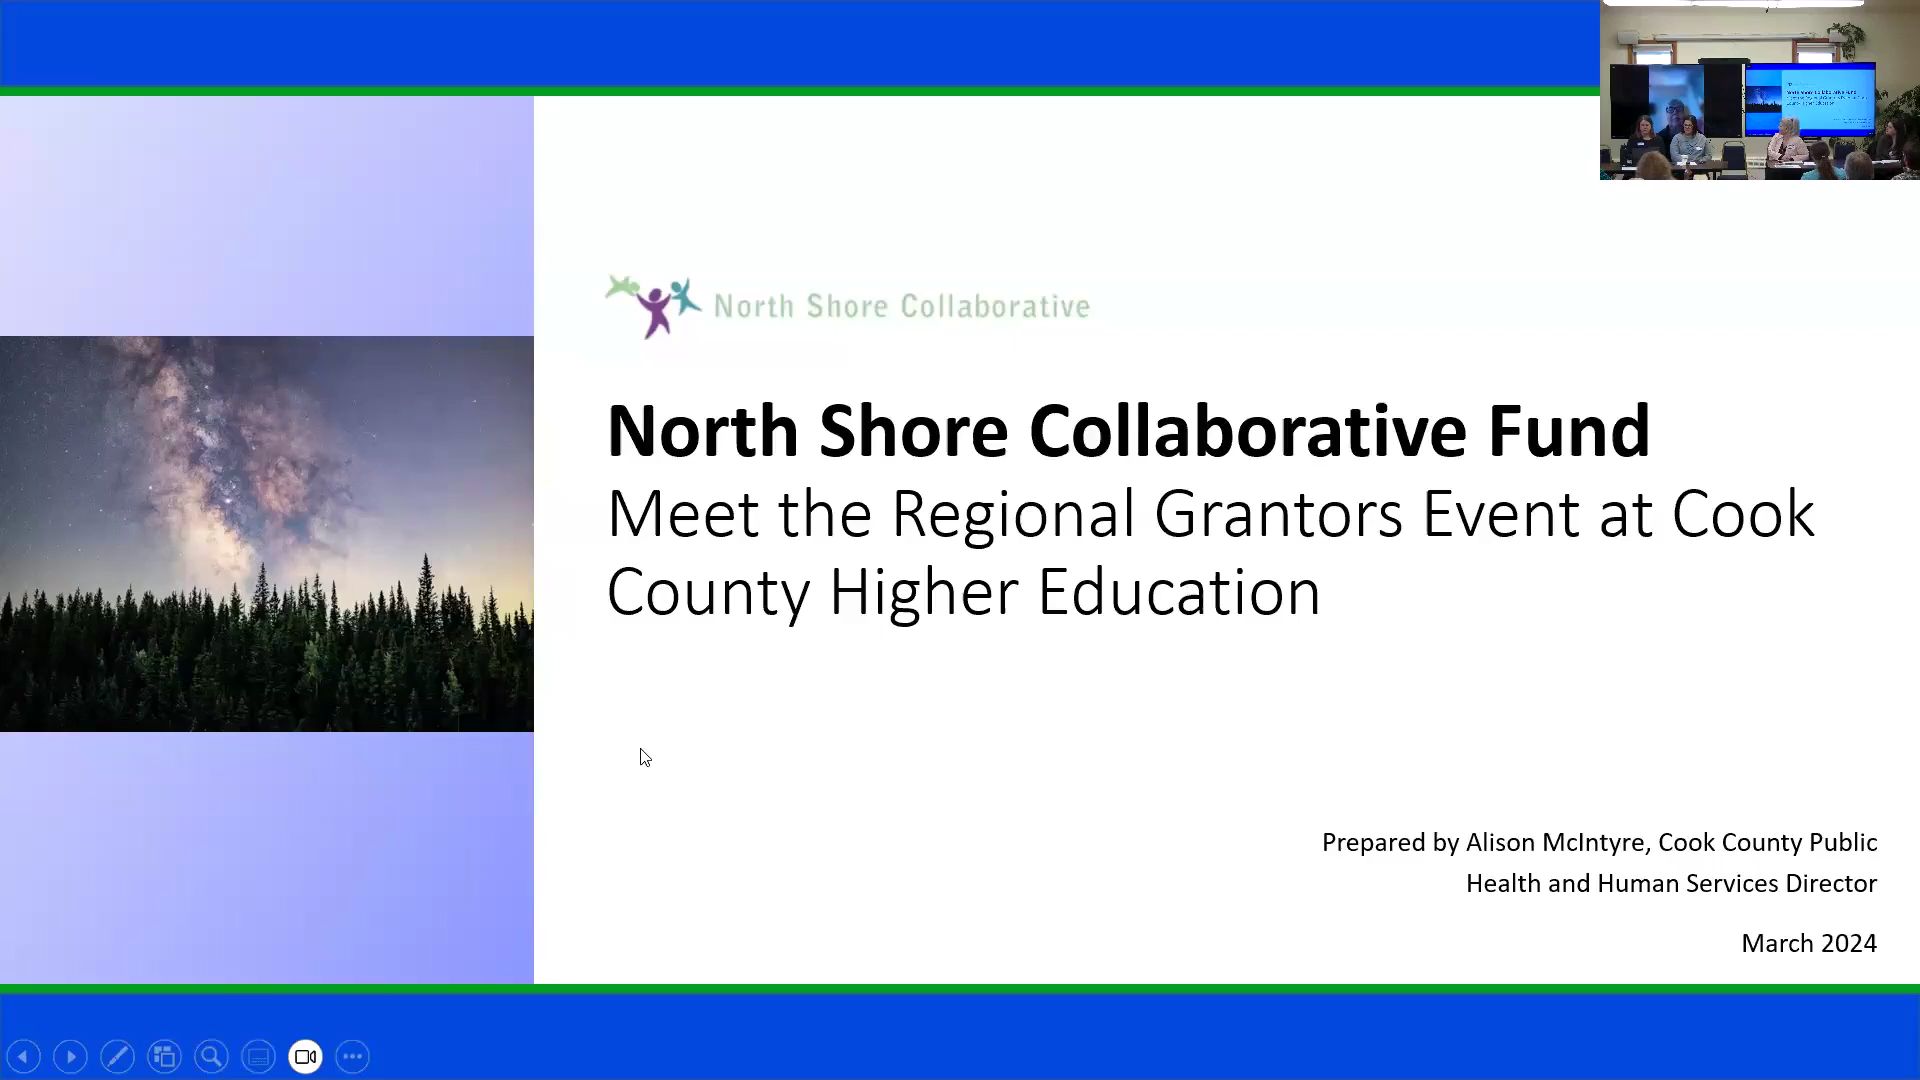 North Shore Collaborative
North Shore Collaborative Fund
Meet the Regional Grantors Event at Cook
County Higher Education
Prepared by Alison McIntyre, Cook County Public
Health and Human Services Director
March 2024